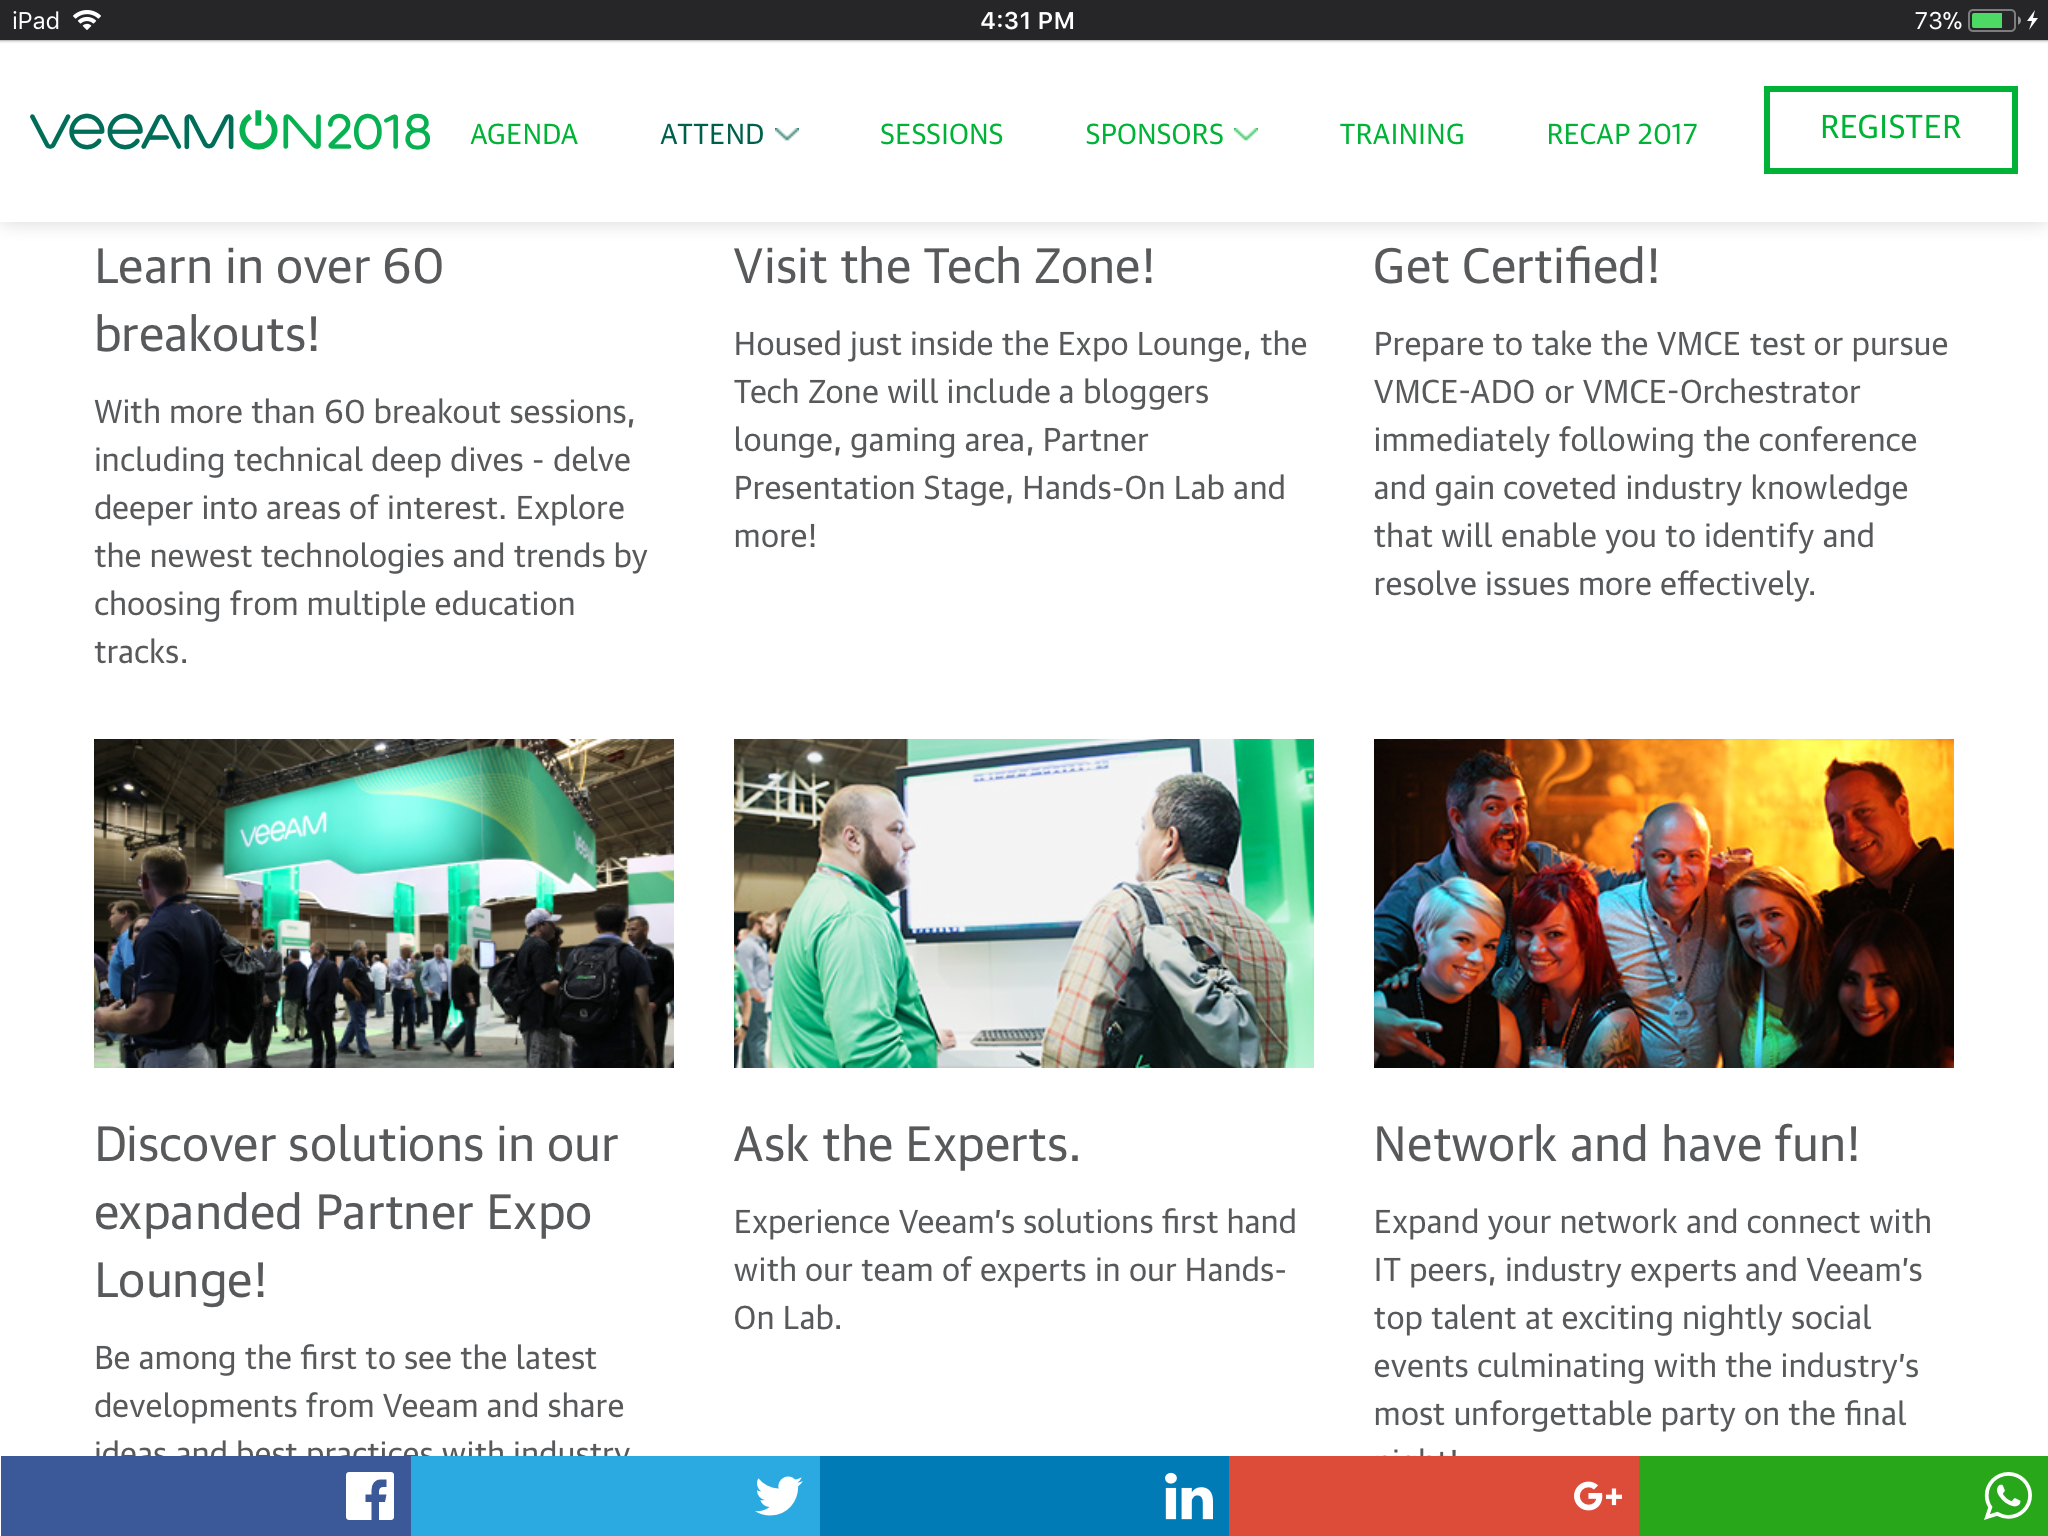 iPad
4:31 PM
73%
VeeAMON2018
AGENDA
ATTEND
SESSIONS
SPONSORS
TRAINING
RECAP 2017
REGISTER
Learn in over 60
breakouts!
With more than 60 breakout sessions,
including technical deep dives - delve
deeper into areas of interest. Explore
the newest technologies and trends by
choosing from multiple education
tracks.
Visit the Tech Zone!
Housed just inside the Expo Lounge, the
Tech Zone will include a bloggers
lounge, gaming area, Partner
Presentation Stage, Hands-On Lab and
more!
Get Certified!
Prepare to take the VMCE test or pursue
VMCE-ADO or VMCE-Orchestrator
immediately following the conference
and gain coveted industry knowledge
that will enable you to identify and
resolve issues more effectively.
veeAM
Discover solutions in our
expanded Partner Expo
Lounge!
Be among the first to see the latest
developments from Veeam and share
ideas and best practices with industry
Ask the Experts.
Experience Veeam’s solutions first hand
with our team of experts in our Hands-
On Lab.
Network and have fun!
Expand your network and connect with
IT peers, industry experts and Veeam’s
top talent at exciting nightly social
events culminating with the industry’s
most unforgettable party on the final
in
G+